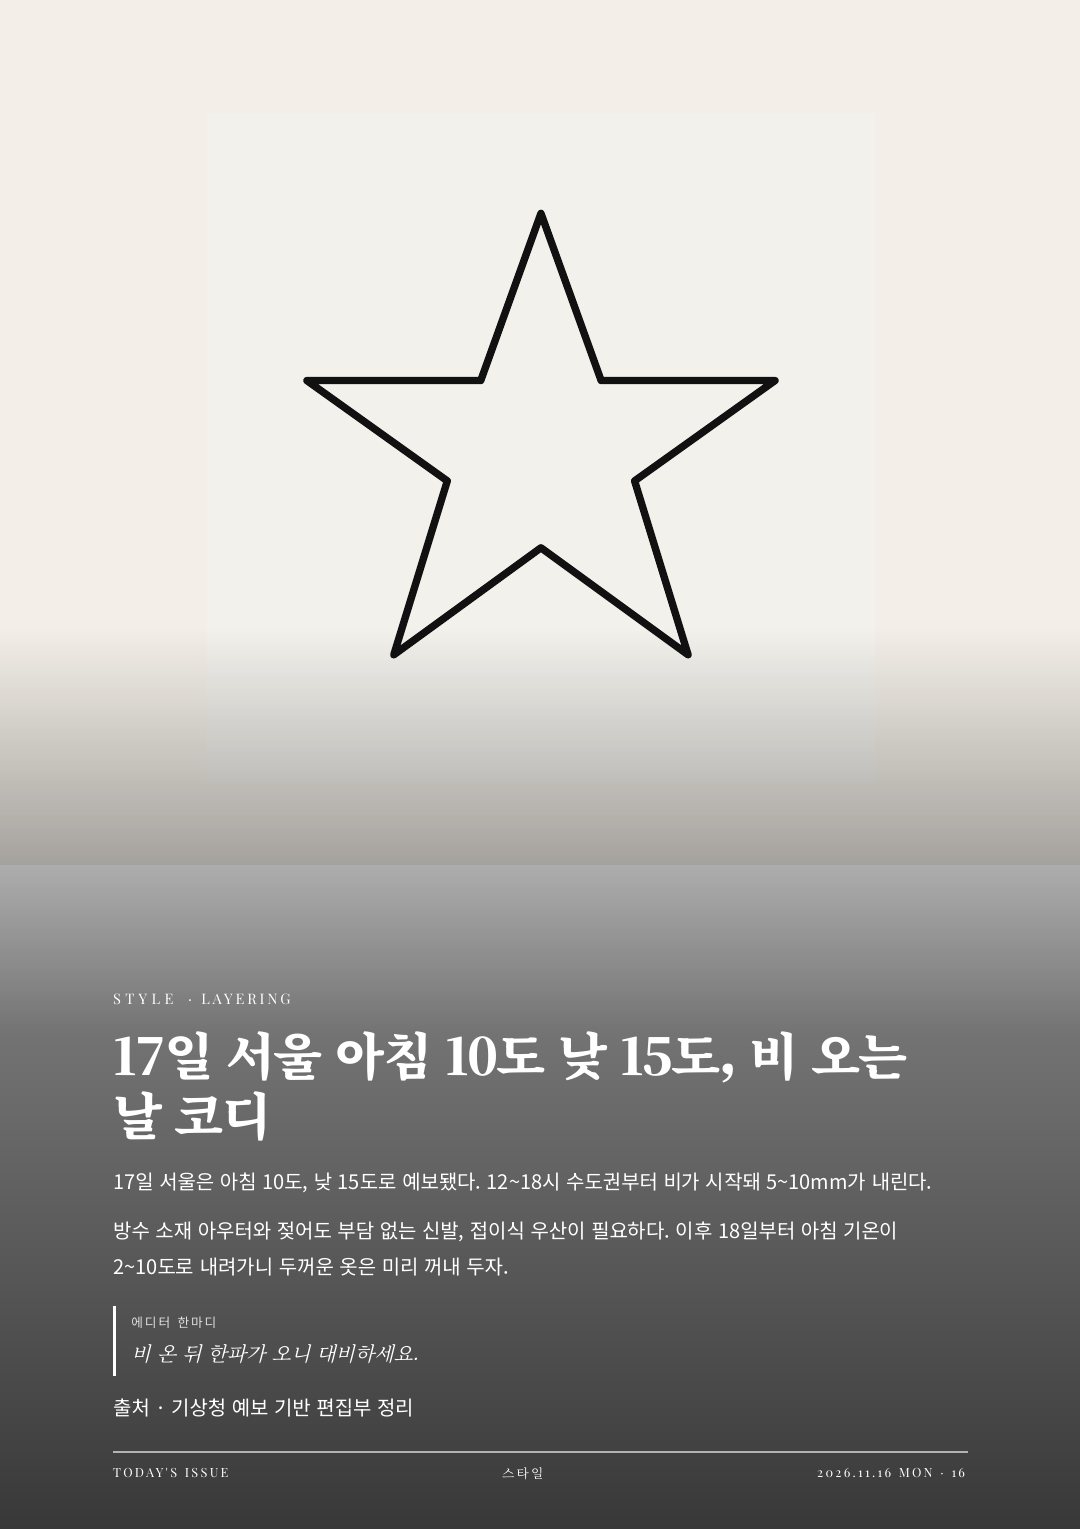 STYLE · LAYERING
17일 서울 아침 10도 낮 15도, 비 오는
날 코디
17일 서울은 아침 10도, 낮 15도로 예보됐다. 12~18시 수도권부터 비가 시작돼 5~10mm가 내린다.
방수 소재 아우터와 젖어도 부담 없는 신발, 접이식 우산이 필요하다. 이후 18일부터 아침 기온이
2~10도로 내려가니 두꺼운 옷은 미리 꺼내 두자.
에디터 한마디
비 온 뒤 한파가 오니 대비하세요.
출처 · 기상청 예보 기반 편집부 정리
TODAY'S ISSUE 스타일 2026.11.16 MON · 16